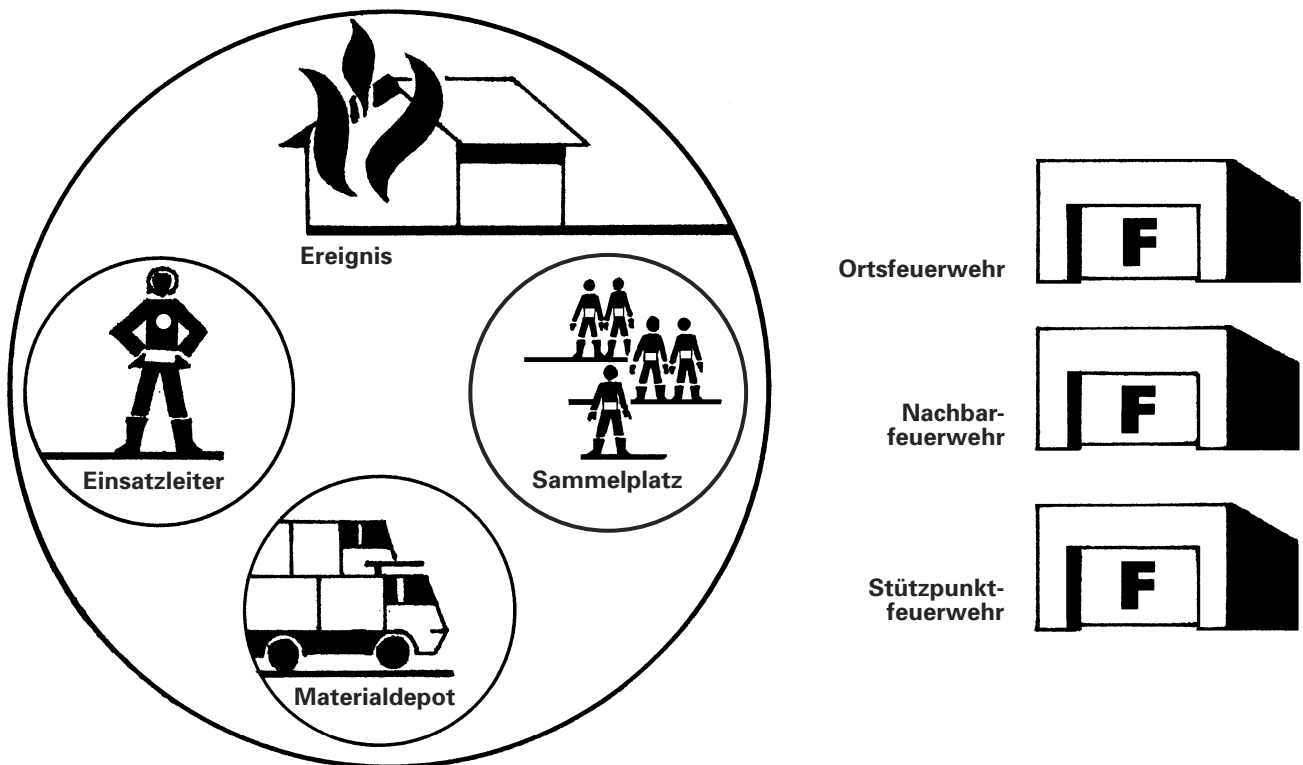 Ereignis
Einsatzleiter
Sammelplatz
Materialdepot
Ortsfeuerwehr
F
Nachbar-
feuerwehr
F
Stützpunkt-
feuerwehr
F